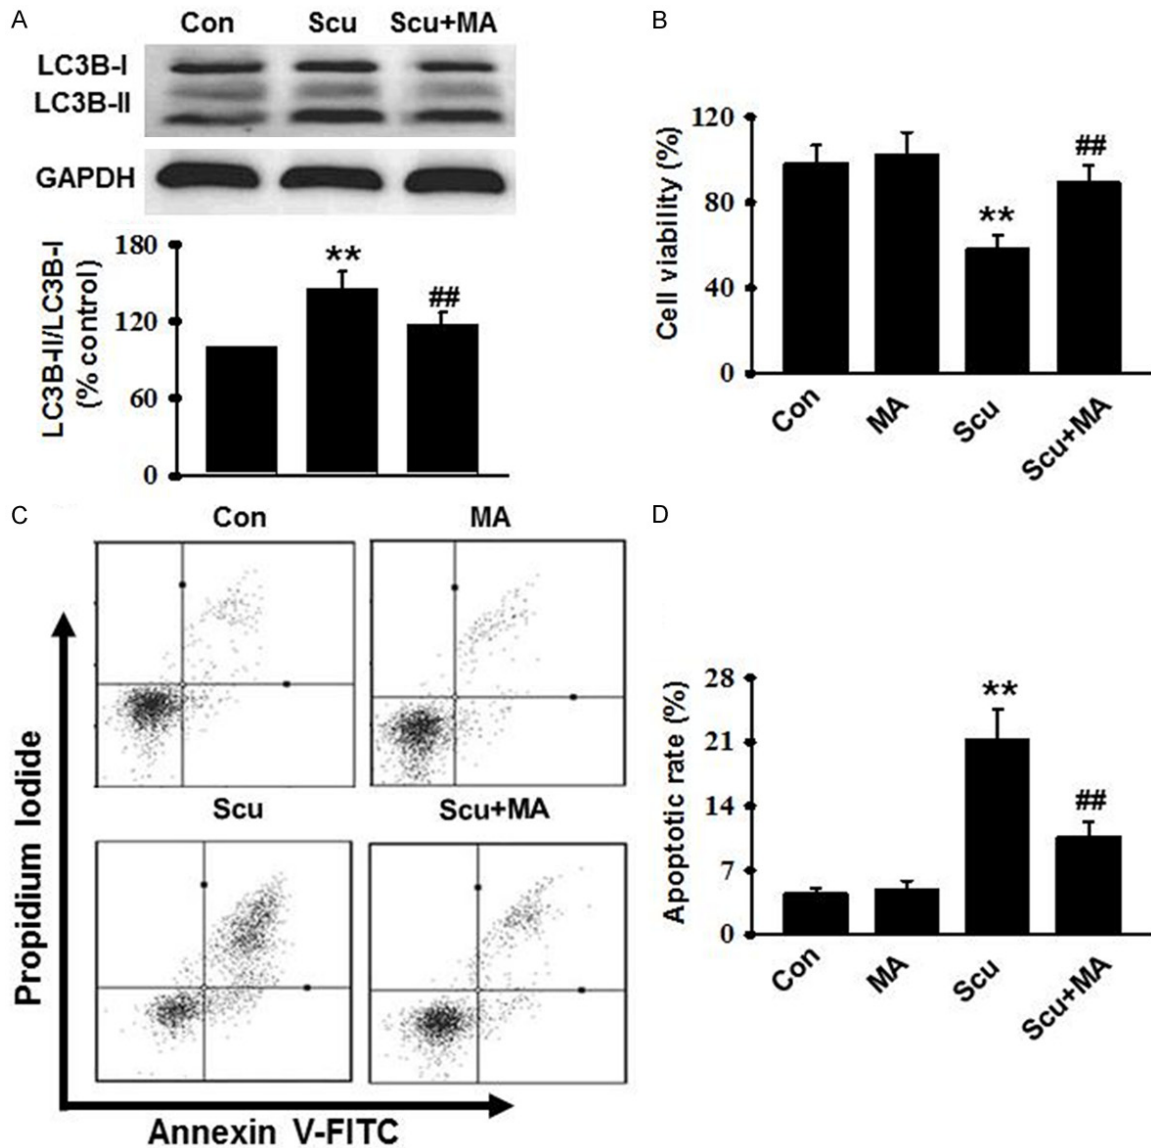 A
Con Scu Scu+MA
LC3B-I
LC3B-II
GAPDH
LC3B-II/LC3B-I
(% control)
180
120
60
0
**
##
B
Cell viability (%)
120
80
40
0
**
##
Con MA Scu Scu+MA
C
Con MA
Scu Scu+MA
Propidium Iodide
Annexin V-FITC
D
Apoptotic rate (%)
28
21
14
7
0
**
##
Con MA Scu Scu+MA